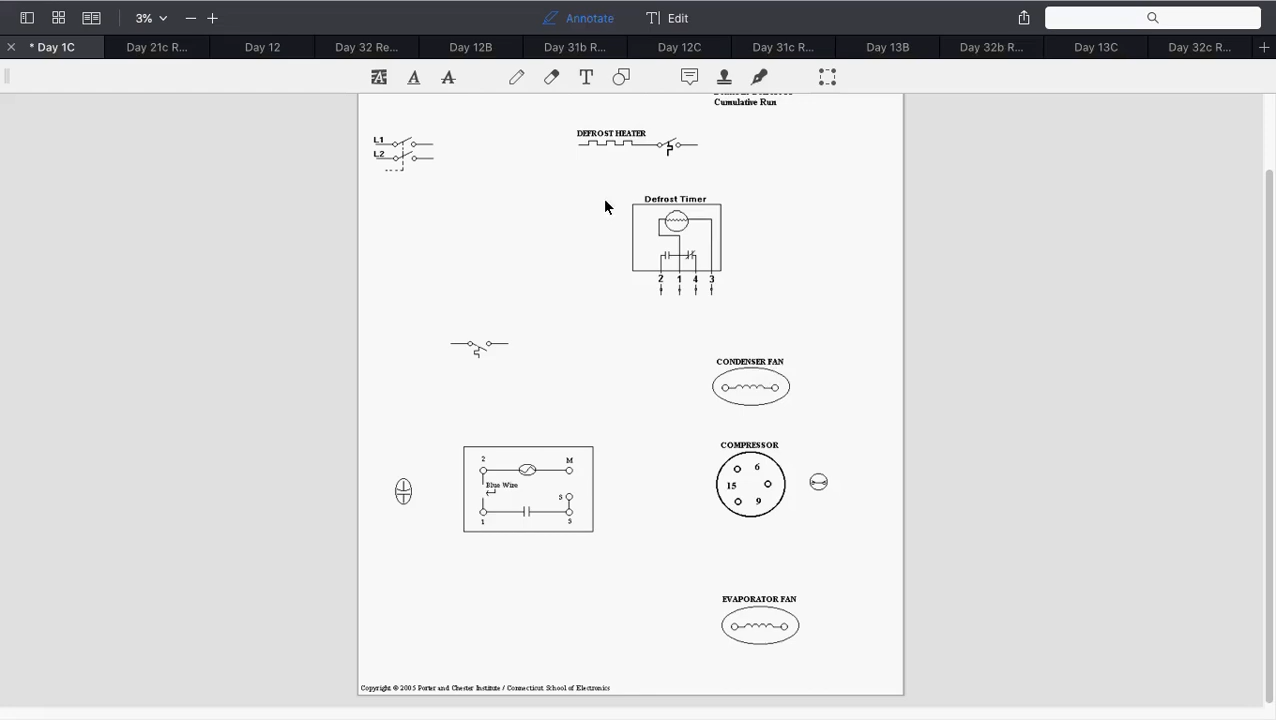 3%
Annotate
Edit
* Day 1C
Day 21c R...
Day 12
Day 32 Re...
Day 12B
Day 31b R...
Day 12C
Day 31c R...
Day 13B
Day 32b R...
Day 13C
Day 32c R...
Cumulative Run
L1
L2
DEFROST HEATER
Defrost Timer
2 1 4 3
CONDENSER FAN
COMPRESSOR
6
15
9
2 M
Blue Wire
S
1 5
EVAPORATOR FAN
Copyright © 2005 Porter and Chester Institute / Connecticut School of Electronics